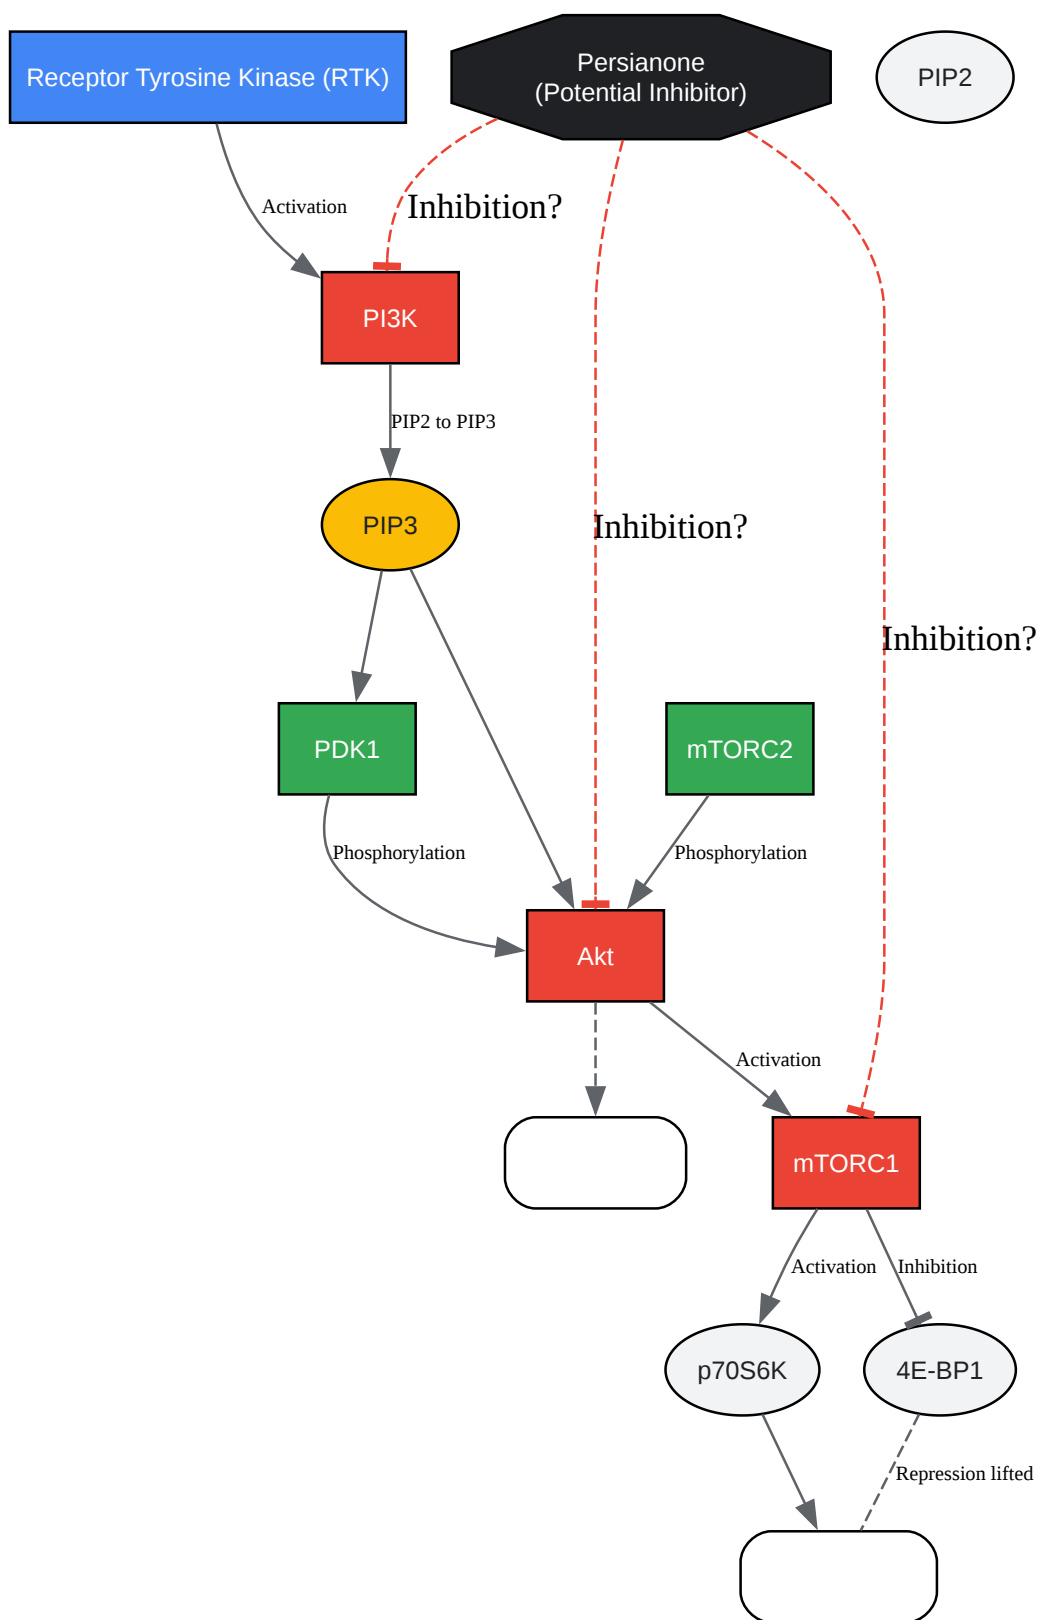 Receptor Tyrosine Kinase (RTK)
Persianone
(Potential Inhibitor)
PIP2
Activation
Inhibition?
PI3K
PIP2 to PIP3
PIP3
Inhibition?
Inhibition?
PDK1
mTORC2
Phosphorylation
Phosphorylation
Akt
Activation
mTORC1
Activation
Inhibition
p70S6K
4E-BP1
Repression lifted